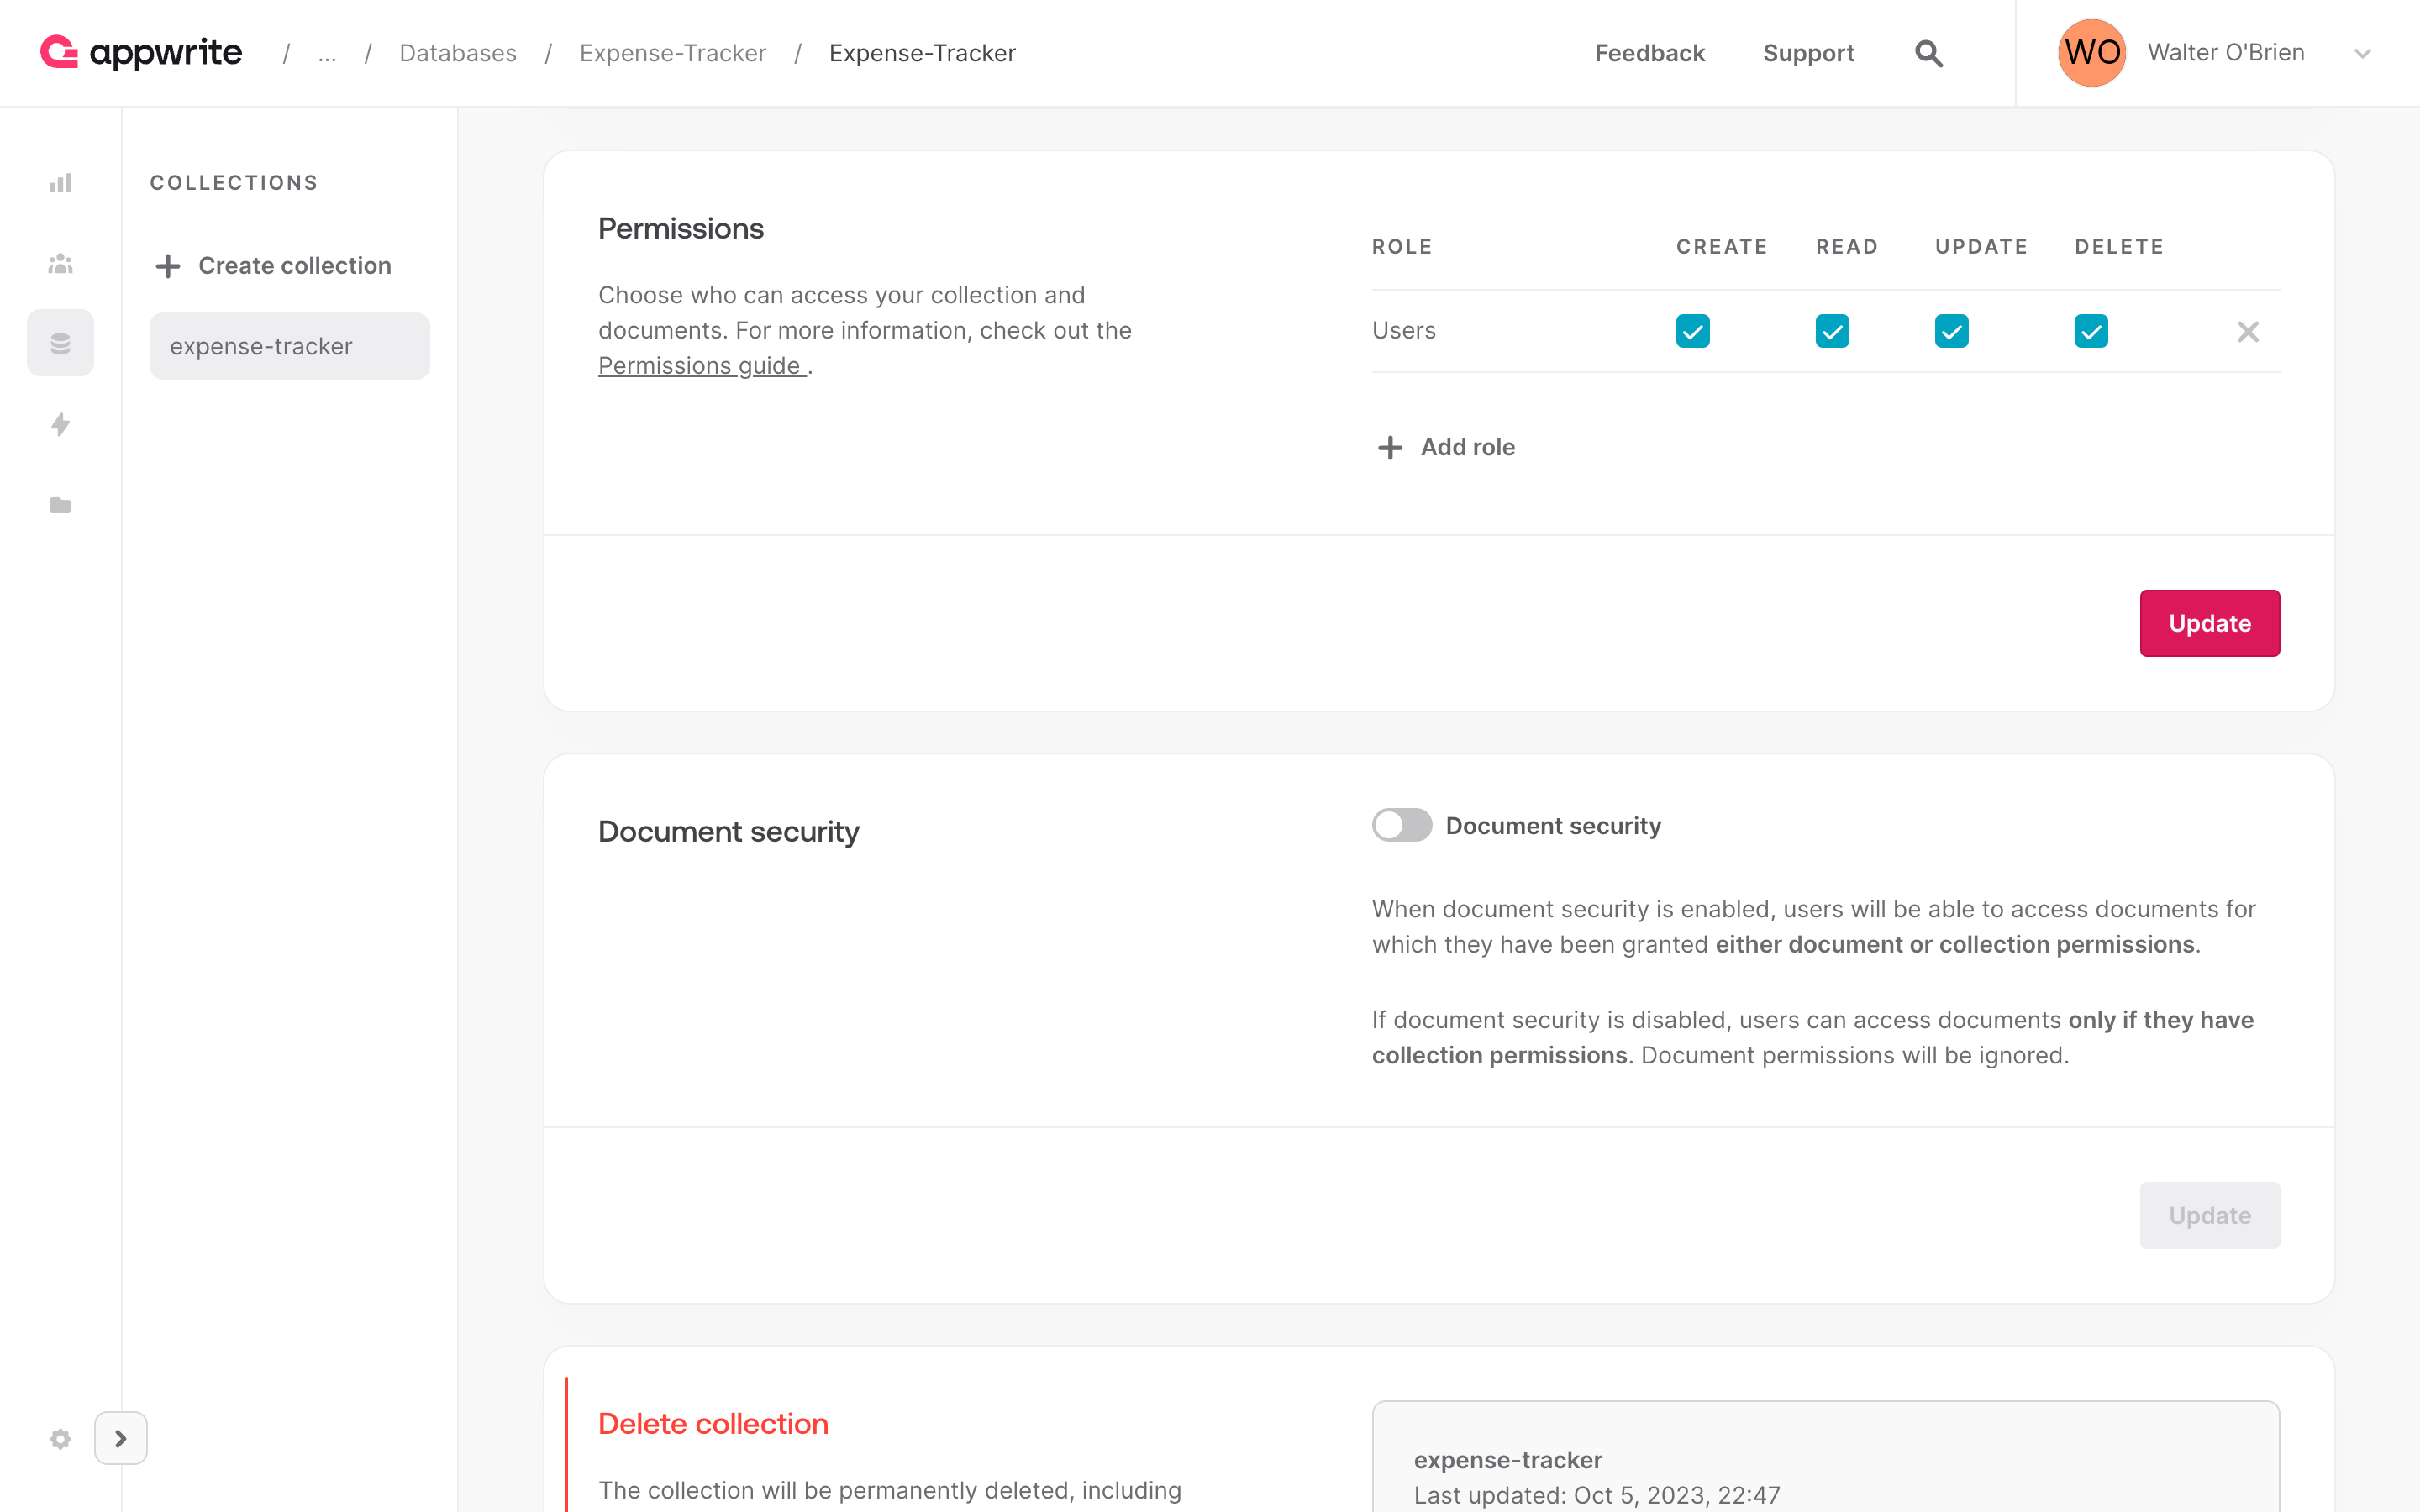 appwrite / ... / Databases / Expense-Tracker / Expense-Tracker
Feedback Support WO Walter O'Brien
COLLECTIONS
Create collection
expense-tracker
Permissions
Choose who can access your collection and
documents. For more information, check out the
Permissions guide .
ROLE CREATE READ UPDATE DELETE
Users
Add role
Update
Document security
Document security
When document security is enabled, users will be able to access documents for
which they have been granted either document or collection permissions.
If document security is disabled, users can access documents only if they have
collection permissions. Document permissions will be ignored.
Update
Delete collection
The collection will be permanently deleted, including
expense-tracker
Last updated: Oct 5, 2023, 22:47